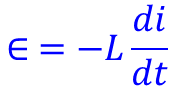 ∈ = −L di/dt